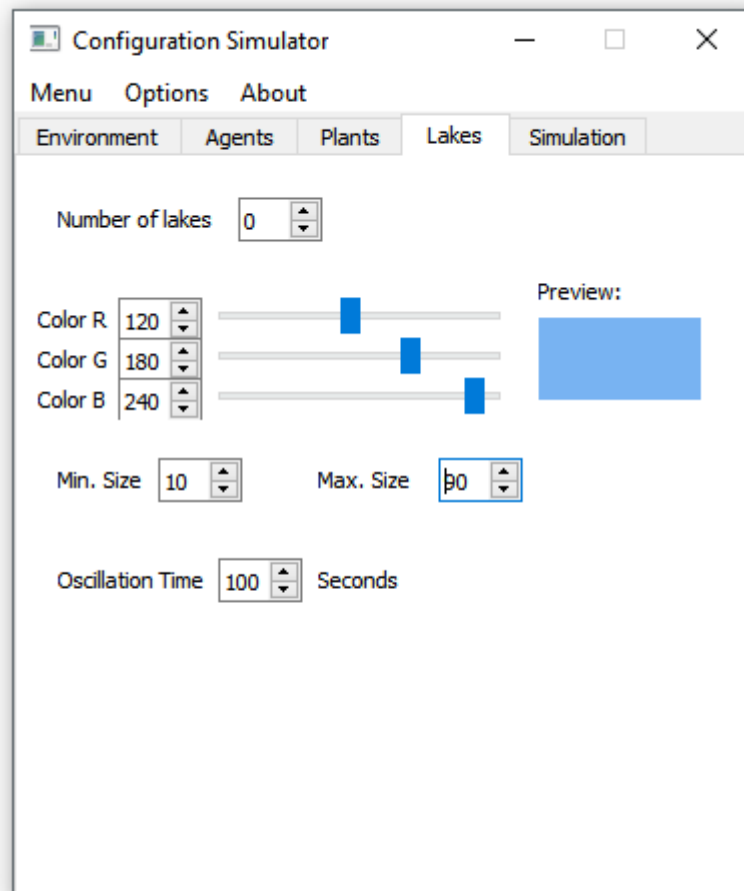 Configuration Simulator
Menu Options About
Environment Agents Plants Lakes Simulation
Number of lakes 0
Preview:
Color R 120
Color G 180
Color B 240
Min. Size 10 Max. Size 90
Oscillation Time 100 Seconds